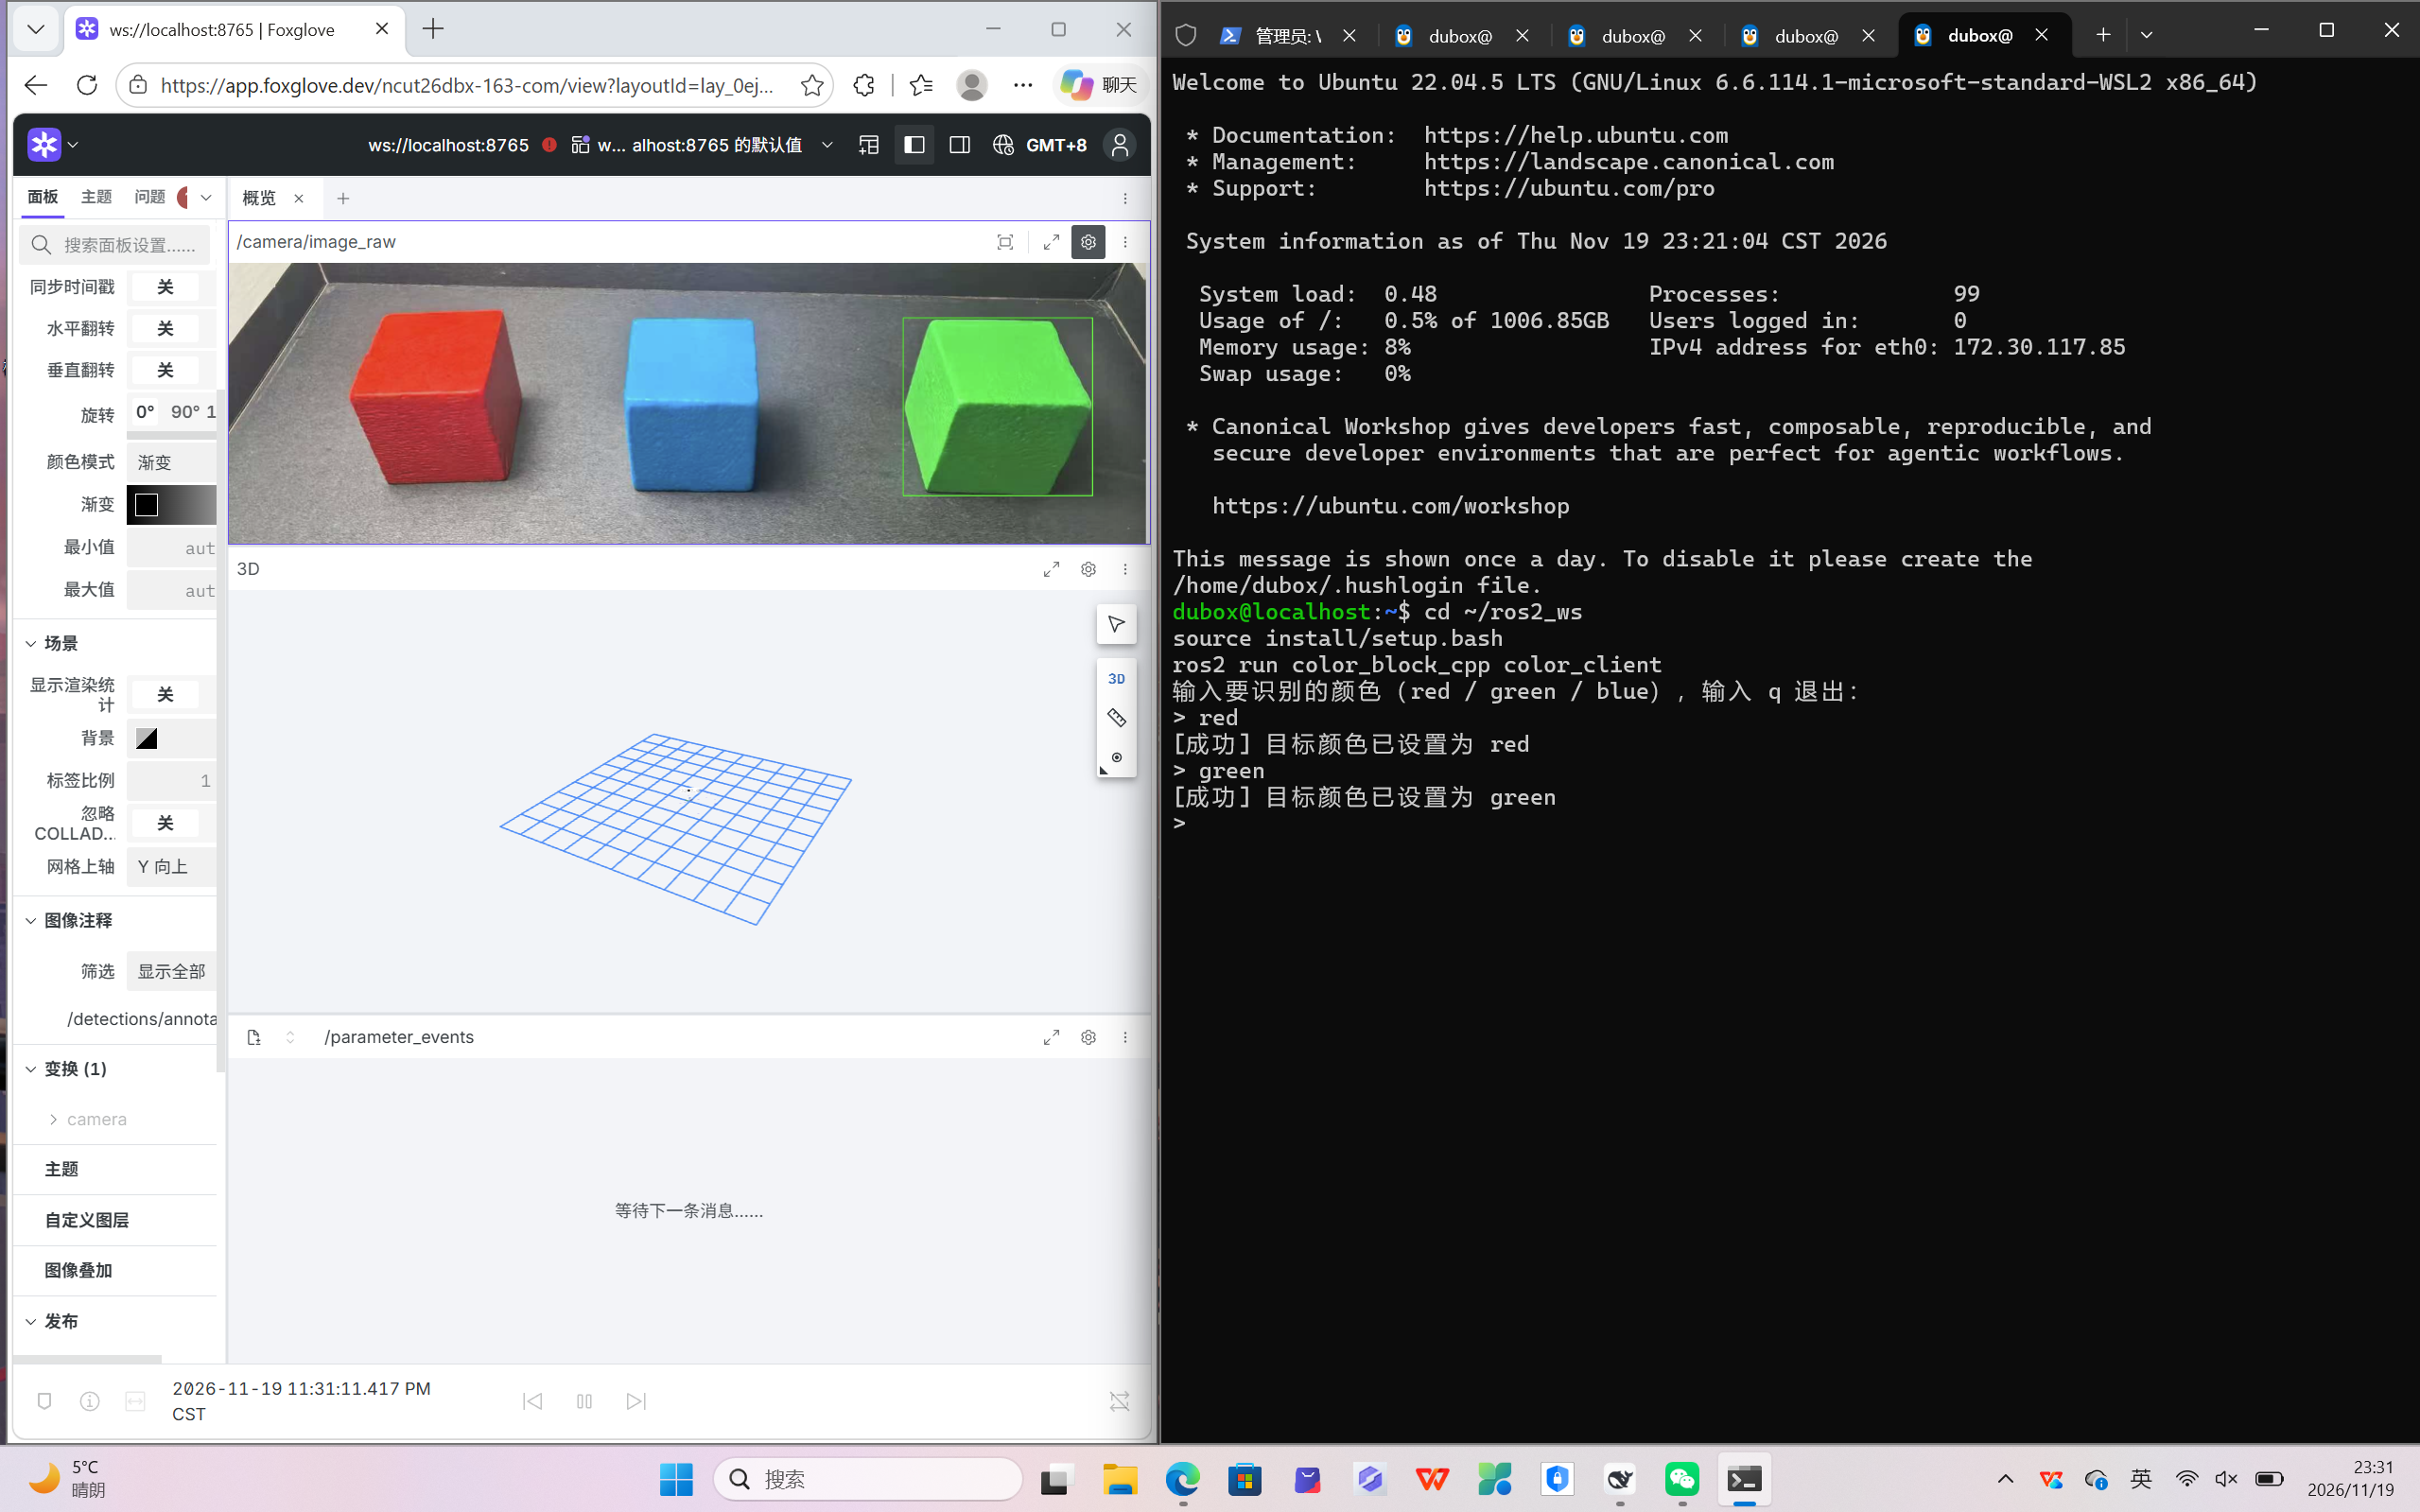 ws://localhost:8765 | Foxglove
https://app.foxglove.dev/ncut26dbx-163-com/view?layoutId=lay_0ej...
聊天
ws://localhost:8765
w... alhost:8765 的默认值
GMT+8
面板 主题 问题
概览
搜索面板设置......
同步时间戳 关
水平翻转 关
垂直翻转 关
旋转 0° 90° 1
颜色模式 渐变
渐变
最小值 aut
最大值 aut
场景
显示渲染统计 关
背景
标签比例 1
忽略 COLLAD... 关
网格上轴 Y 向上
图像注释
筛选 显示全部
/detections/annota
变换 (1)
camera
主题
自定义图层
图像叠加
发布
/camera/image_raw
3D
3D
/parameter_events
等待下一条消息......
2026-11-19 11:31:11.417 PM
CST
管理员: \
dubox@
dubox@
dubox@
dubox@
Welcome to Ubuntu 22.04.5 LTS (GNU/Linux 6.6.114.1-microsoft-standard-WSL2 x86_64)
* Documentation: https://help.ubuntu.com
* Management: https://landscape.canonical.com
* Support: https://ubuntu.com/pro
System information as of Thu Nov 19 23:21:04 CST 2026
System load: 0.48 Processes: 99
Usage of /: 0.5% of 1006.85GB Users logged in: 0
Memory usage: 8% IPv4 address for eth0: 172.30.117.85
Swap usage: 0%
* Canonical Workshop gives developers fast, composable, reproducible, and
secure developer environments that are perfect for agentic workflows.
https://ubuntu.com/workshop
This message is shown once a day. To disable it please create the
/home/dubox/.hushlogin file.
dubox@localhost:~$ cd ~/ros2_ws
source install/setup.bash
ros2 run color_block_cpp color_client
输入要识别的颜色（red / green / blue），输入 q 退出：
> red
[成功] 目标颜色已设置为 red
> green
[成功] 目标颜色已设置为 green
>
5°C
晴朗
搜索
英
23:31
2026/11/19